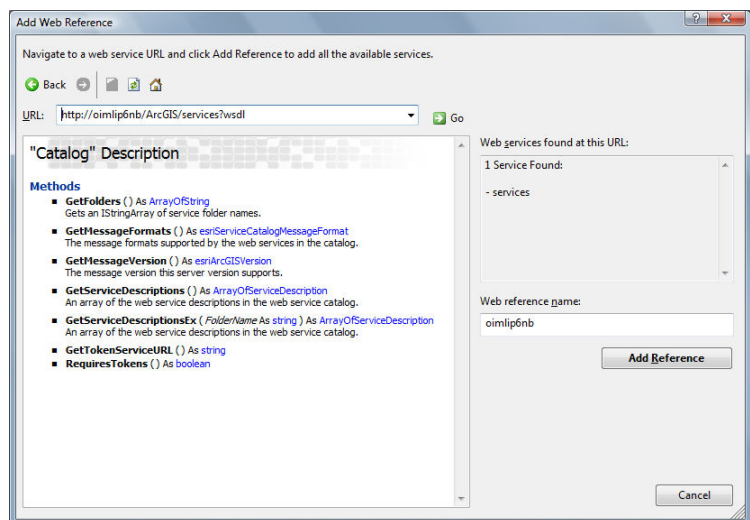 Add Web Reference
Navigate to a web service URL and click Add Reference to add all the available services.
Back
URL: http://oimlip6nb/ArcGIS/services?wsdl Go
"Catalog" Description
Methods
GetFolders () As ArrayOfString
Gets an IStringArray of service folder names.
GetMessageFormats () As esriServiceCatalogMessageFormat
The message formats supported by the web services in the catalog.
GetMessageVersion () As esriArcGISVersion
The message version this server version supports.
GetServiceDescriptions () As ArrayOfServiceDescription
An array of the web service descriptions in the web service catalog.
GetServiceDescriptionsEx ( FolderName As string ) As ArrayOfServiceDescription
An array of the web service descriptions in the web service catalog.
GetTokenServiceURL () As string
RequiresTokens () As boolean
Web services found at this URL:
1 Service Found:
- services
Web reference name:
oimlip6nb
Add Reference
Cancel